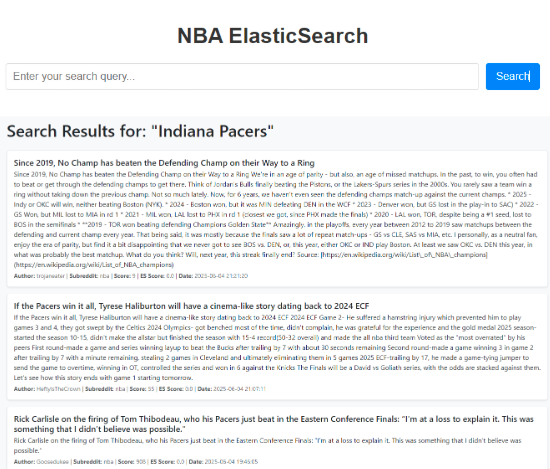 NBA ElasticSearch
Enter your search query...
Search
Search Results for: "Indiana Pacers"
Since 2019, No Champ has beaten the Defending Champ on their Way to a Ring
Since 2019, No Champ has beaten the Defending Champ on their Way to a Ring We're in an age of parity - but also, an age of missed matchups. In the past, to win, you often had
to beat or get through the defending champs to get there. Think of Jordan's Bulls finally beating the Pistons, or the Lakers-Spurs series in the 2000s. You rarely saw a team win a
ring without taking down the previous champ. Not so much lately. Now, for 6 years, we haven't even seen the defending champs match-up against the current champs. * 2025 -
Indy or OKC will win, neither beating Boston (NYK). * 2024 - Boston won, but it was MIN defeating DEN in the WCF * 2023 - Denver won, but GS lost in the play-in to SAC) * 2022 -
GS Won, but MIL lost to MIA in rd 1 * 2021 - MIL won, LAL lost to PHX in rd 1 (closest we got, since PHX made the finals) * 2020 - LAL won, TOR, despite being a #1 seed, lost to
BOS in the semifinals * **2019 - TOR won beating defending Champions Golden State** Amazingly, in the playoffs, every year between 2012 to 2019 saw matchups between the
defending and current champ every year. That being said, it was mostly because the finals saw a lot of repeat match-ups - GS vs CLE, SAS vs MIA, etc. I personally, as a neutral fan,
enjoy the era of parity, but find it a bit disappointing that we never got to see BOS vs. DEN, or, this year, either OKC or IND play Boston. At least we saw OKC vs. DEN this year, in
what was probably the best matchup. What do you think? Will, next year, this streak finally end? Source: [https://en.wikipedia.org/wiki/List\_of\_NBA\_champions]
(https://en.wikipedia.org/wiki/List_of_NBA_champions)
Author: trojaneater | Subreddit: nba | Score: 9 | ES Score: 0.0 | Date: 2025-06-04 21:21:20
If the Pacers win it all, Tyrese Haliburton will have a cinema-like story dating back to 2024 ECF
If the Pacers win it all, Tyrese Haliburton will have a cinema-like story dating back to 2024 ECF 2024 ECF Game 2- He suffered a hamstring injury which prevented him to play
games 3 and 4, they got swept by the Celtics 2024 Olympics- got benched most of the time, didn't complain, he was grateful for the experience and the gold medal 2025 season-
started the season 10-15, didn't make the allstar but finished the season with 15-4 record(50-32 overall) and made the all nba third team Voted as the "most overrated" by his
peers First round-made a game and series winning layup to beat the Bucks after trailing by 7 with about 30 seconds remaining Second round-made a game winning 3 in game 2
after trailing by 7 with a minute remaining, stealing 2 games in Cleveland and ultimately eliminating them in 5 games 2025 ECF-trailing by 17, he made a game-tying jumper to
send the game to overtime, winning in OT, controlled the series and won in 6 against the Knicks The Finals will be a David vs Goliath series, with the odds are stacked against them.
Let's see how this story ends with game 1 starting tomorrow.
Author: HeftyIsTheCrown | Subreddit: nba | Score: 55 | ES Score: 0.0 | Date: 2025-06-04 21:07:11
Rick Carlisle on the firing of Tom Thibodeau, who his Pacers just beat in the Eastern Conference Finals: "I'm at a loss to explain it. This was
something that I didn't believe was possible."
Rick Carlisle on the firing of Tom Thibodeau, who his Pacers just beat in the Eastern Conference Finals: "I'm at a loss to explain it. This was something that I didn't believe was
possible."
Author: Goosedukee | Subreddit: nba | Score: 908 | ES Score: 0.0 | Date: 2025-06-04 19:46:05